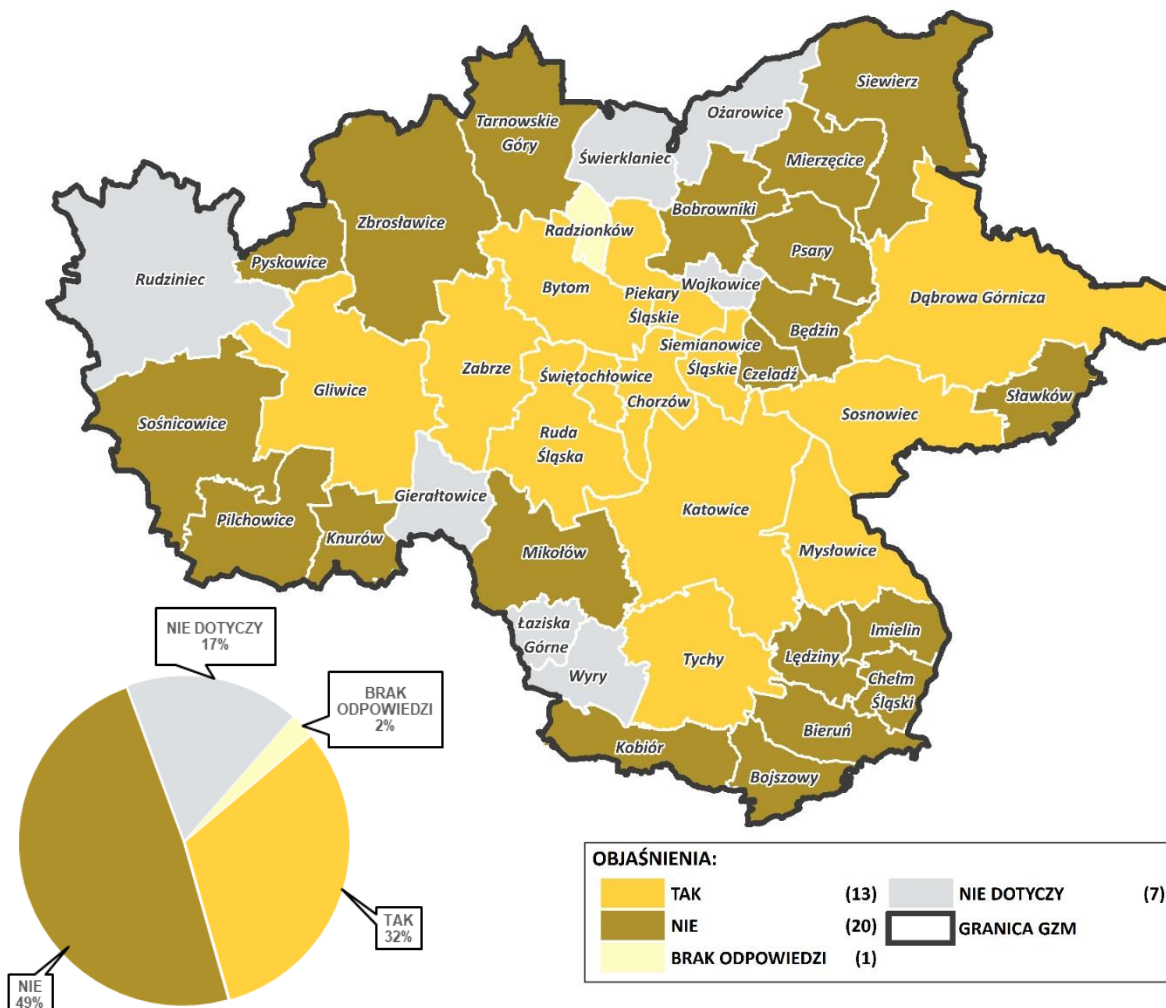 Siewierz
Ożarowice
Tarnowskie
Góry
Świerklaniec
Mierzęcice
Bobrowniki
Zbrosławice
Radzionków
Psary
Pyskowice
Rudziniec
Wojkowice
Bytom
Piekary
Śląskie
Dąbrowa Górnicza
Będzin
Siemianowice
Śląskie
Czeladź
Zabrze
Świętochłowice
Gliwice
Chorzów
Sławków
Sosnowiec
Sośnicowice
Ruda
Śląska
Gierałtowice
Katowice
Pilchowice
Knurów
Mikołów
Mysłowice
Łaziska
Górne
Imielin
Lędziny
Tychy
Wyry
Chełm
Śląski
Bieruń
Kobiór
Bojszowy
NIE DOTYCZY
17%
BRAK
ODPOWIEDZI
2%
TAK
32%
NIE
49%
OBJAŚNIENIA:
TAK (13)
NIE (20)
BRAK ODPOWIEDZI (1)
NIE DOTYCZY (7)
GRANICA GZM